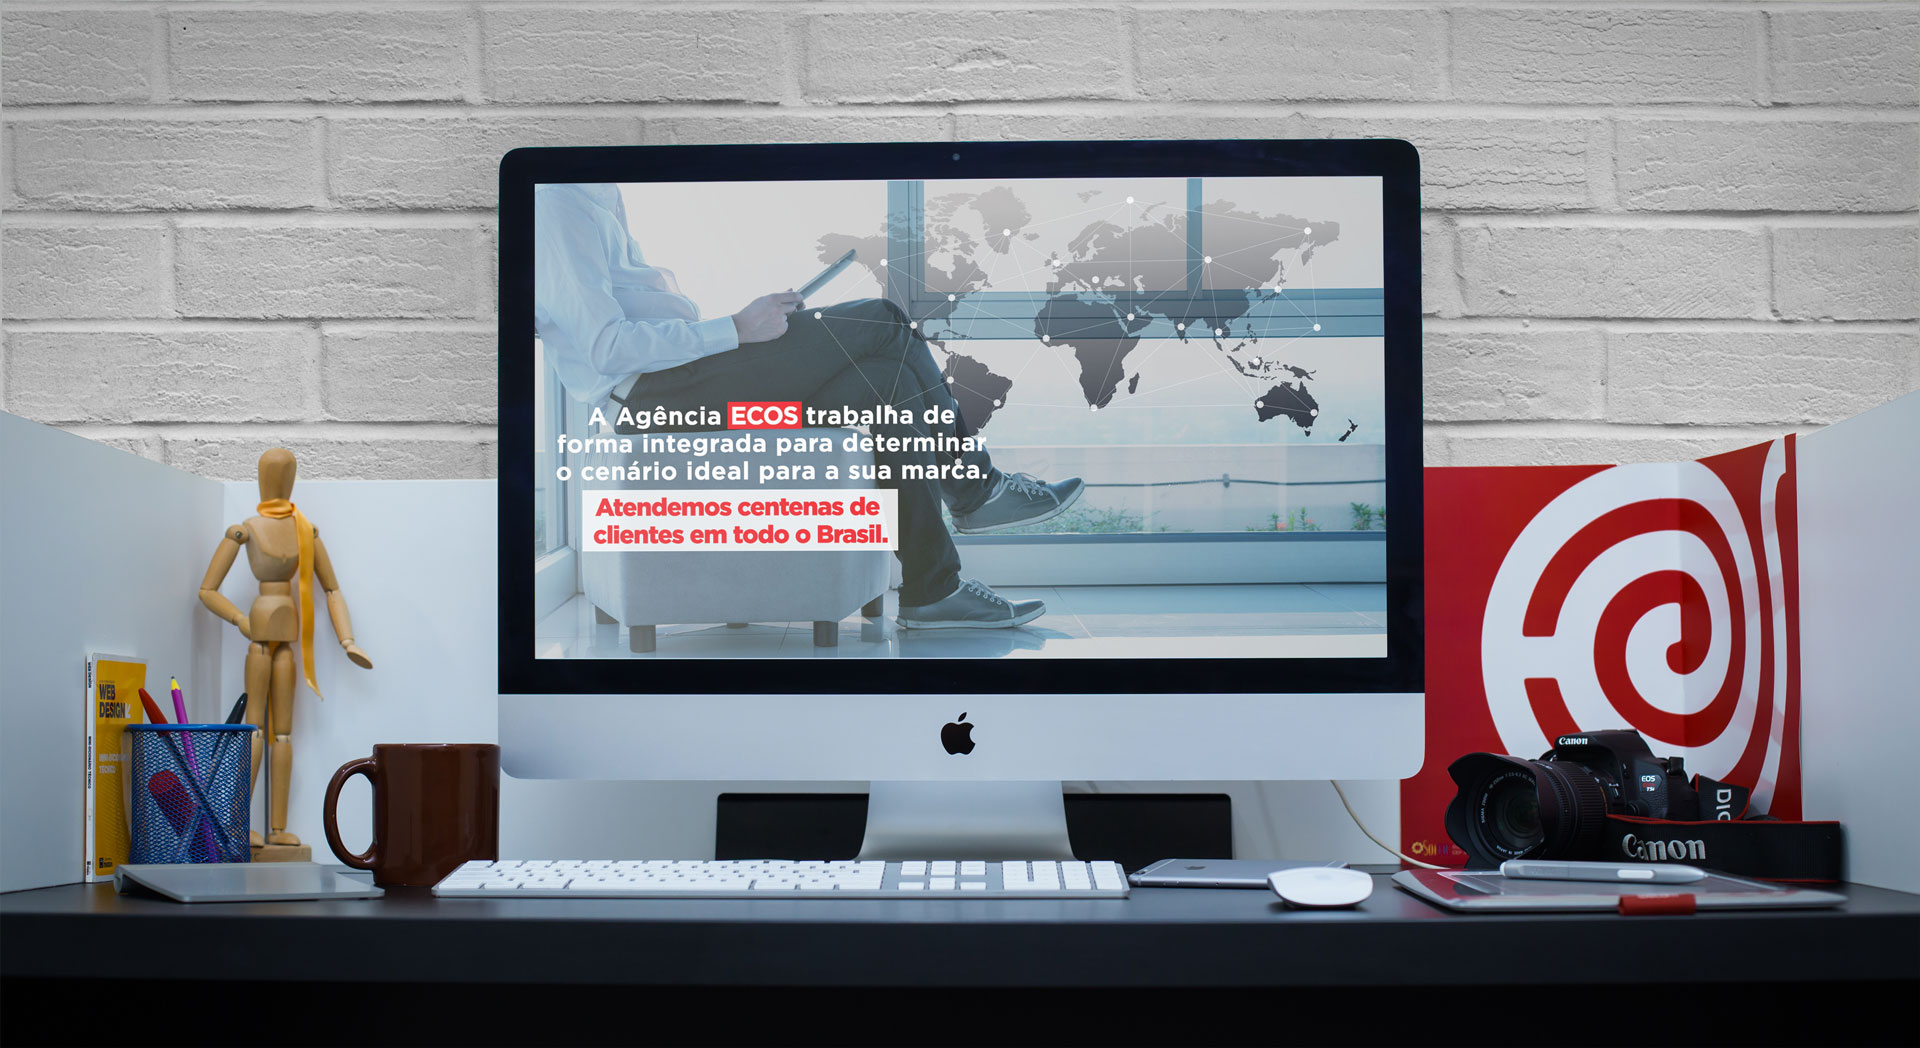 A Agência ECOS trabalha de
forma integrada para determinar
o cenário ideal para a sua marca.
Atendemos centenas de
clientes em todo o Brasil.
WEB
DESIGN
Canon
EOS
T5i
Canon